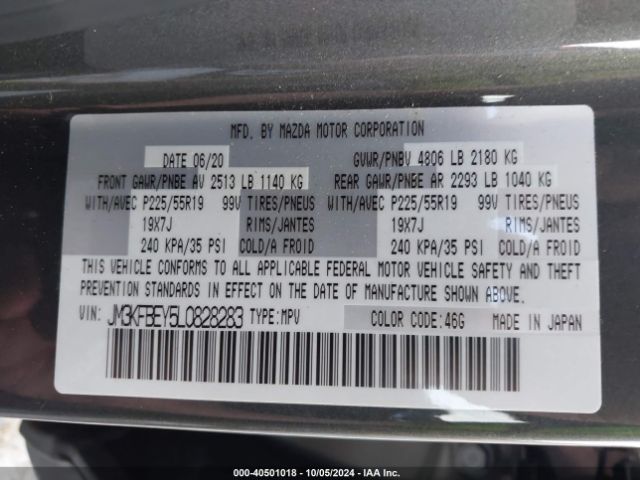 MFD. BY MAZDA MOTOR CORPORATION
DATE 06/20 GVWR/PNBV 4806 LB 2180 KG
FRONT GAWR/PNBE AV 2513 LB 1140 KG REAR GAWR/PNBE AR 2293 LB 1040 KG
WITH/AVEC P225/55R19 99V TIRES/PNEUS WITH/AVEC P225/55R19 99V TIRES/PNEUS
19X7J RIMS/JANTES 19X7J RIMS/JANTES
240 KPA/35 PSI COLD/A FROID 240 KPA/35 PSI COLD/A FROID
THIS VEHICLE CONFORMS TO ALL APPLICABLE FEDERAL MOTOR VEHICLE SAFETY AND THEFT
PREVENTION STANDARDS IN EFFECT ON THE DATE OF MANUFACTURE SHOWN ABOVE.
VIN: JM3KFBEY5L0828283 TYPE:MPV COLOR CODE:46G MADE IN JAPAN
000-40501018 - 10/05/2024 - IAA Inc.